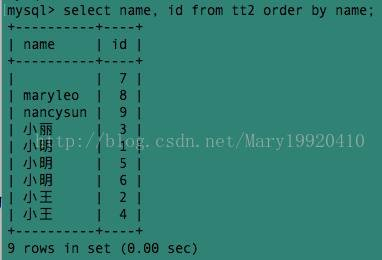 mysql> select name, id from tt2 order by name;
+----------+----+
| name     | id |
+----------+----+
|          |  7 |
| maryleo  |  8 |
| nancysun |  9 |
| 小丽     |  3 |
| 小明     |  1 |
| 小明     |  5 |
| 小明     |  6 |
| 小王     |  2 |
| 小王     |  4 |
+----------+----+
9 rows in set (0.00 sec)
http://blog.csdn.net/Mary19920410